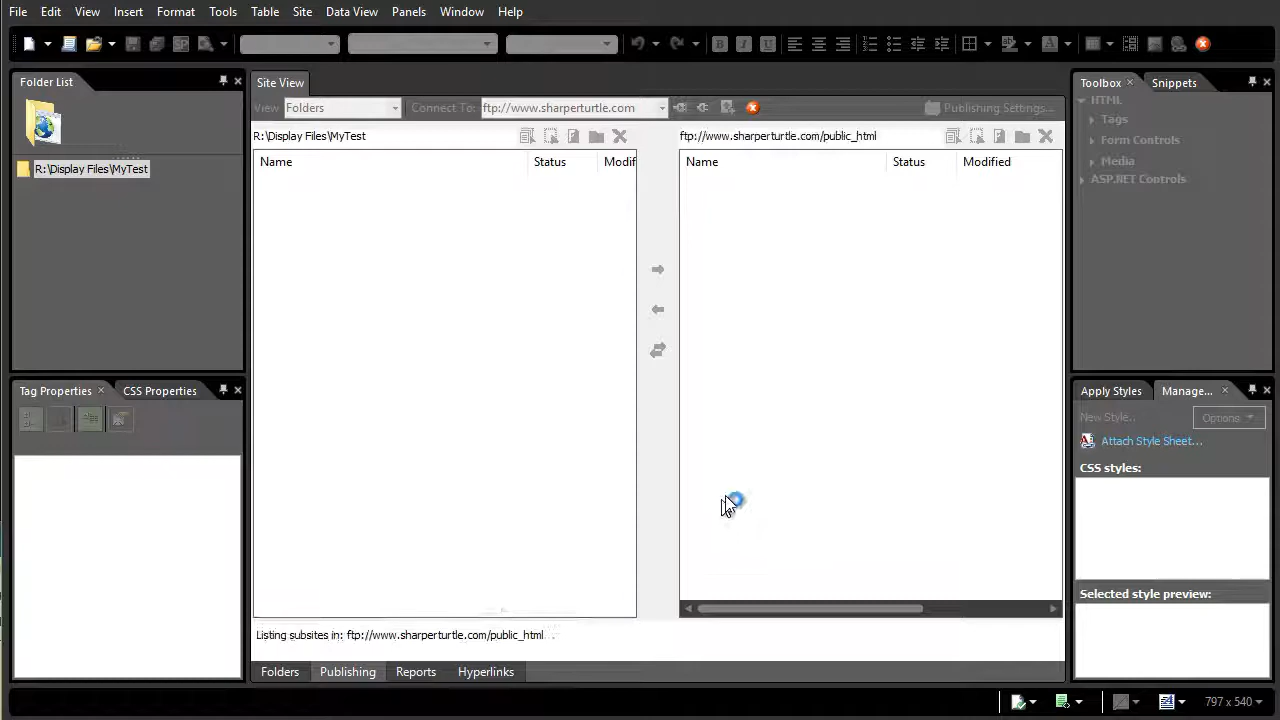 File Edit View Insert Format Tools Table Site Data View Panels Window Help
Folder List
R:\Display Files\MyTest
Site View
View Folders Connect To: ftp://www.sharperturtle.com Publishing Settings...
R:\Display Files\MyTest
Name Status Modif
ftp://www.sharperturtle.com/public_html
Name Status Modified
Listing subsites in: ftp://www.sharperturtle.com/public_html...
Folders Publishing Reports Hyperlinks
Toolbox Snippets
HTML
Tags
Form Controls
Media
ASP.NET Controls
Tag Properties CSS Properties
Apply Styles Manage...
New Style... Options
Attach Style Sheet...
CSS styles:
Selected style preview:
797 x 540